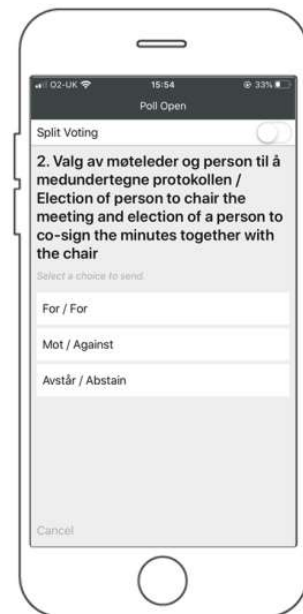 O2-UK 15:54 33%
Poll Open
Split Voting
2. Valg av møteleder og person til å
medundertegne protokollen /
Election of person to chair the
meeting and election of a person to
co-sign the minutes together with
the chair
Select a choice to send.
For / For
Mot / Against
Avstår / Abstain
Cancel